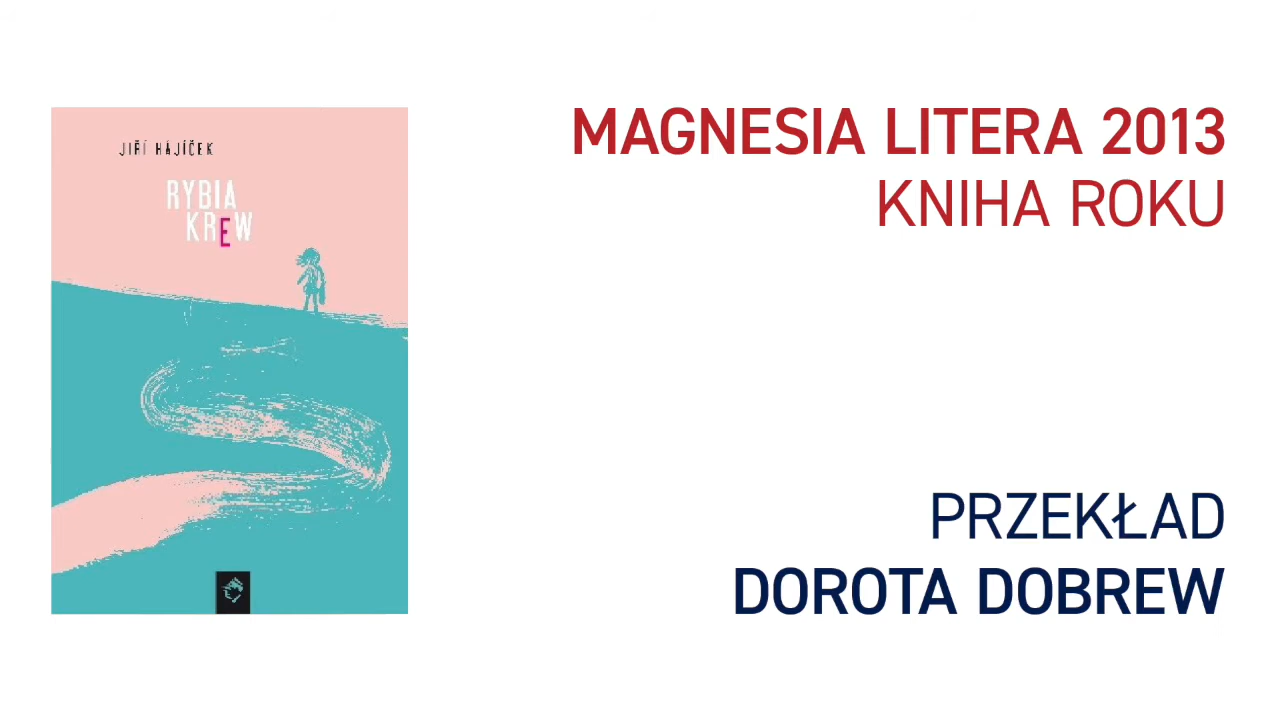 JIŘÍ HÁJÍČEK
RYBIA
KREW
MAGNESIA LITERA 2013
KNIHA ROKU
PRZEKŁAD
DOROTA DOBREW